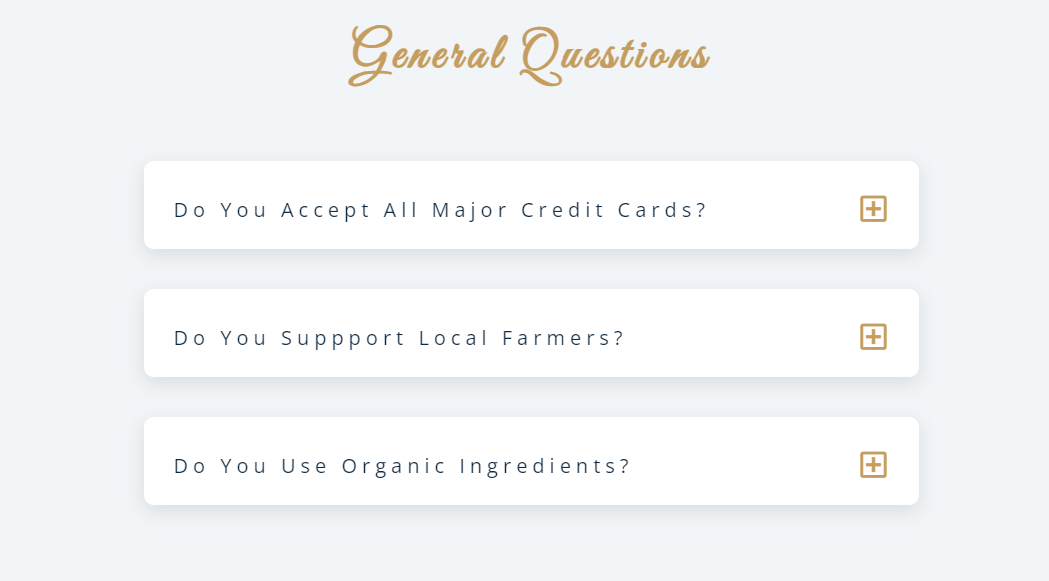 General Questions
Do You Accept All Major Credit Cards?
Do You Suppport Local Farmers?
Do You Use Organic Ingredients?